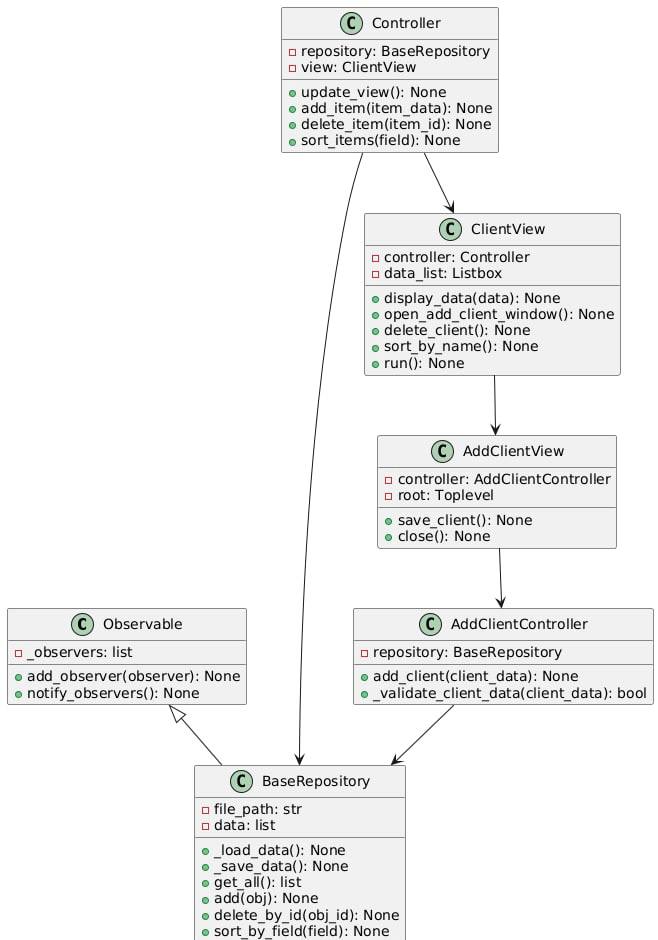 C Controller
repository: BaseRepository
view: ClientView
update_view(): None
add_item(item_data): None
delete_item(item_id): None
sort_items(field): None
C ClientView
controller: Controller
data_list: Listbox
display_data(data): None
open_add_client_window(): None
delete_client(): None
sort_by_name(): None
run(): None
C AddClientView
controller: AddClientController
root: Toplevel
save_client(): None
close(): None
C Observable
_observers: list
add_observer(observer): None
notify_observers(): None
C AddClientController
repository: BaseRepository
add_client(client_data): None
_validate_client_data(client_data): bool
C BaseRepository
file_path: str
data: list
_load_data(): None
_save_data(): None
get_all(): list
add(obj): None
delete_by_id(obj_id): None
sort_by_field(field): None